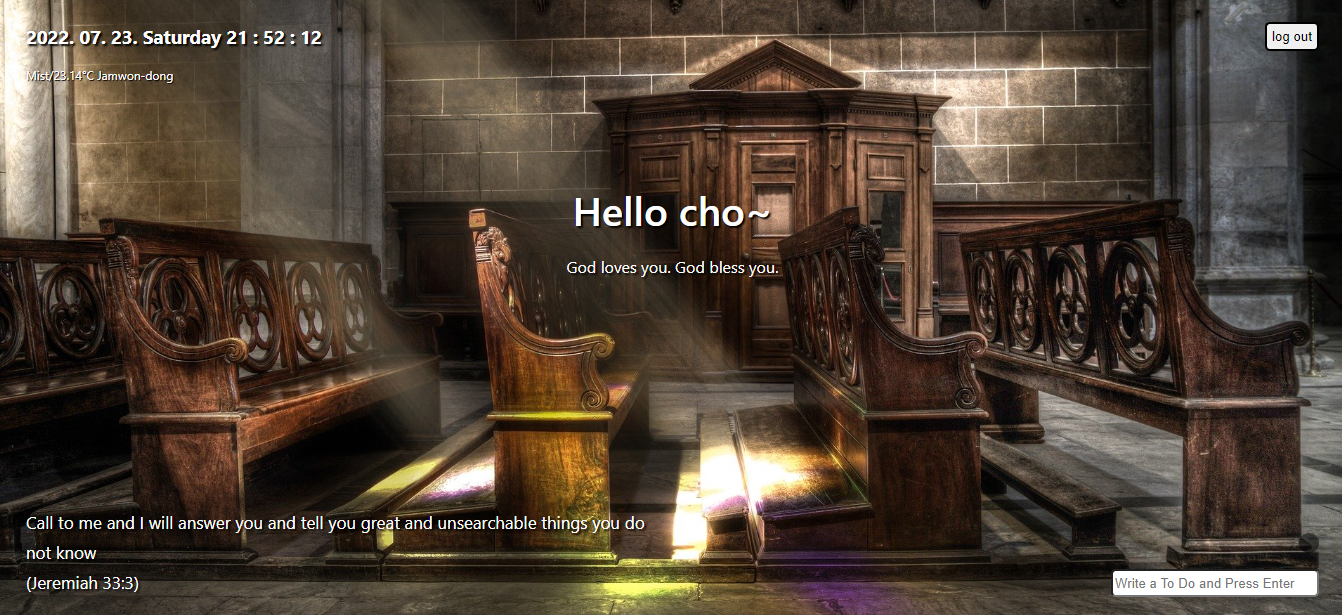 2022. 07. 23. Saturday 21 : 52 : 12
log out
Mist/23.14°C Jamwon-dong
Hello cho~
God loves you. God bless you.
Call to me and I will answer you and tell you great and unsearchable things you do
not know
(Jeremiah 33:3)
Write a To Do and Press Enter